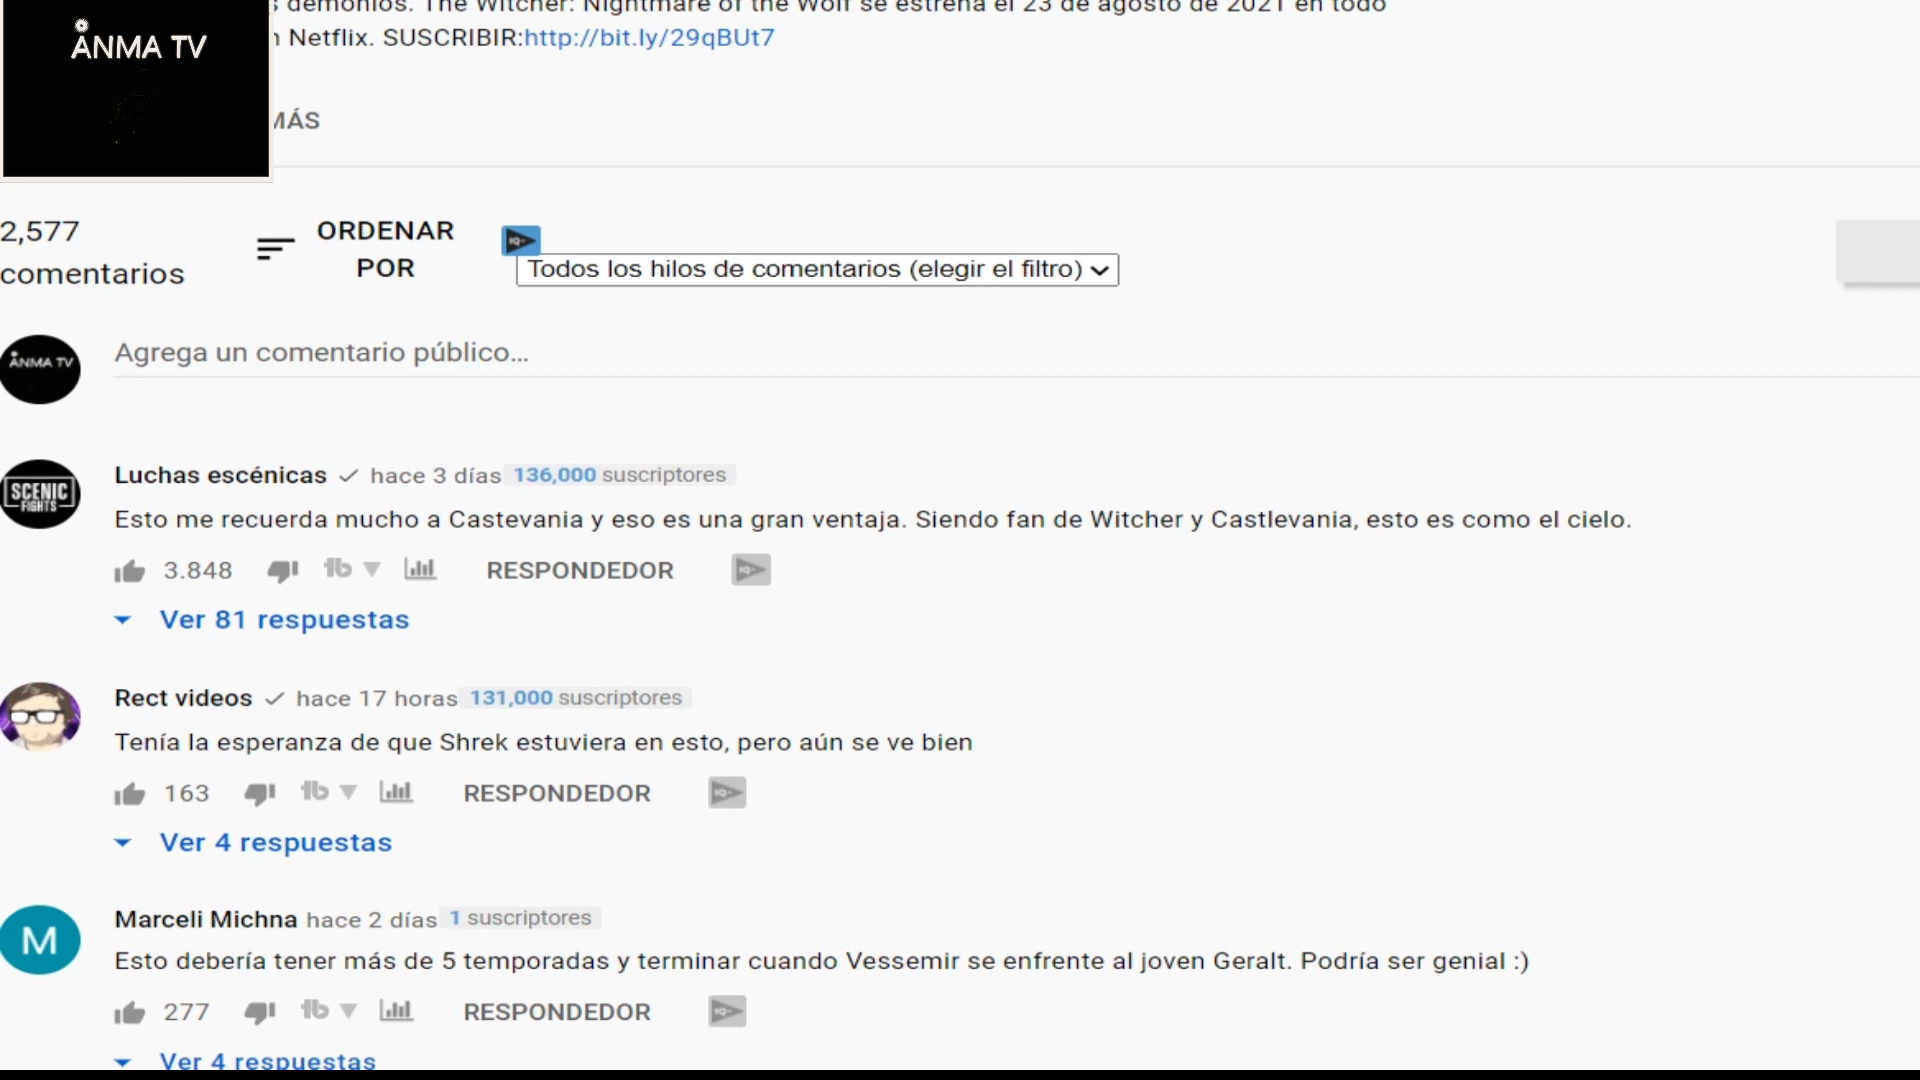 demonios. The Witcher: Nightmare of the Wolf se estrena el 23 de agosto de 2021 en todo
ANMA TV
Netflix. SUSCRIBIR:http://bit.ly/29qBUt7
MÁS
2,577
comentarios
ORDENAR
POR
Todos los hilos de comentarios (elegir el filtro)
ANMA TV
Agrega un comentario público...
SCENIC
FIGHTS
Luchas escénicas hace 3 días 136,000 suscriptores
Esto me recuerda mucho a Castevania y eso es una gran ventaja. Siendo fan de Witcher y Castlevania, esto es como el cielo.
3.848 RESPONDEDOR
Ver 81 respuestas
Rect videos hace 17 horas 131,000 suscriptores
Tenía la esperanza de que Shrek estuviera en esto, pero aún se ve bien
163 RESPONDEDOR
Ver 4 respuestas
M
Marceli Michna hace 2 días 1 suscriptores
Esto debería tener más de 5 temporadas y terminar cuando Vessemir se enfrente al joven Geralt. Podría ser genial :)
277 RESPONDEDOR
Ver 4 respuestas